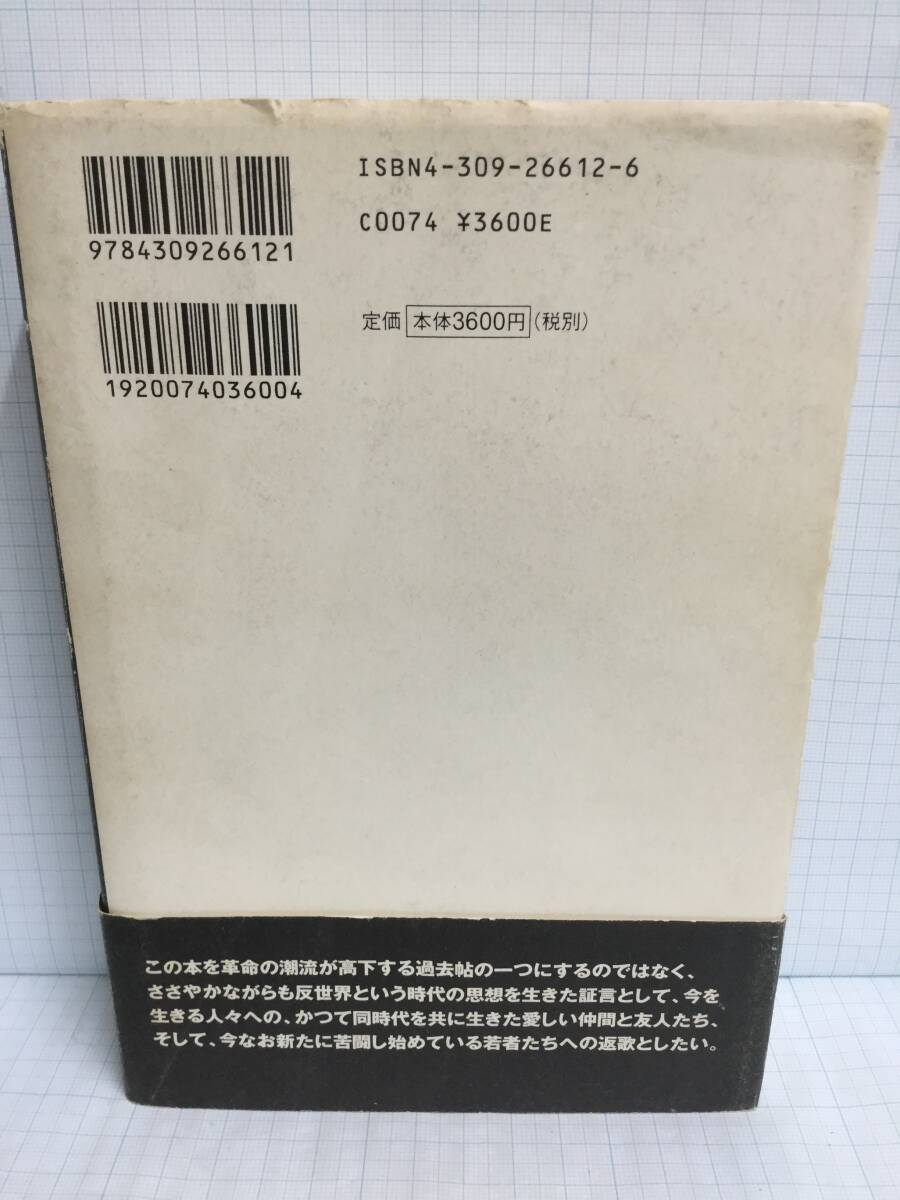 ISBN4-309-26612-6
C0074 ¥3600E
9784309266121
定価 本体3600円(税別)
1920074036004
この本を革命の潮流が高下する過去帖の一つにするのではなく、
ささやかながらも反世界という時代の思想を生きた証言として、今を
生きる人々への、かつて同時代を共に生きた愛しい仲間と友人たち、
そして、今なお新たに苦闘し始めている若者たちへの返歌としたい。